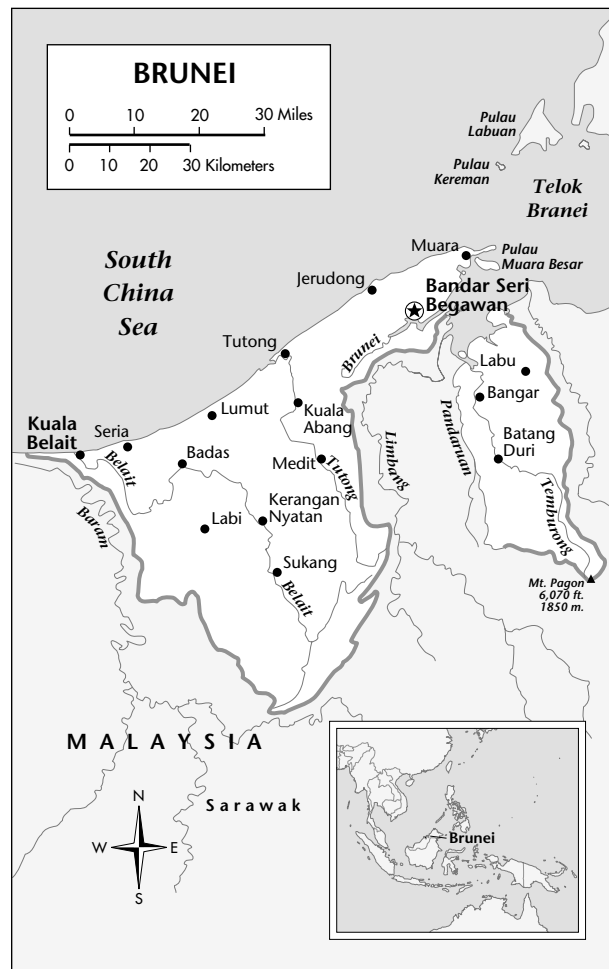 BRUNEI
0 10 20 30 Miles
0 10 20 30 Kilometers
Pulau
Labuan
Pulau
Kereman
Telok
Branei
Muara
Pulau
Muara Besar
South
China
Sea
Jerudong
Bandar Seri
Begawan
Tutong
Brunei
Labu
Kuala
Abang
Bangar
Lumut
Kuala
Belait
Seria
Belait
Badas
Medit
Tutong
Limbang
Pandaruan
Batang
Duri
Temburong
Baram
Kerangan
Nyatan
Labi
Sukang
Belait
Mt. Pagon
6,070 ft.
1850 m.
MALAYSIA
Sarawak
N
W E
S
Brunei